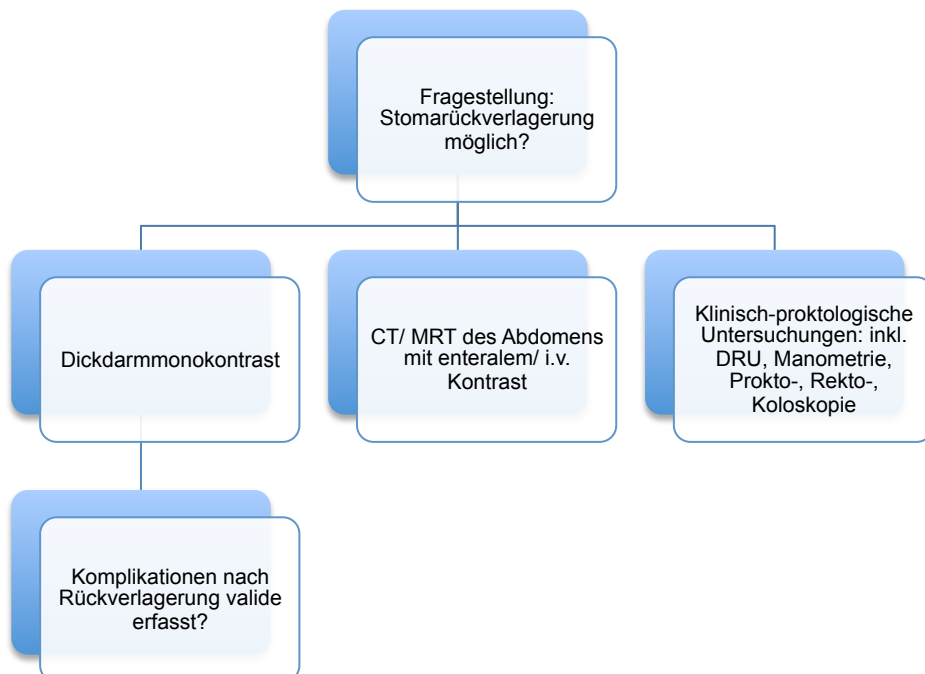 Fragestellung:
Stomarückverlagerung
möglich?
Dickdarmmonokontrast
CT/ MRT des Abdomens
mit enteralem/ i.v.
Kontrast
Klinisch-proktologische
Untersuchungen: inkl.
DRU, Manometrie,
Prokto-, Rekto-,
Koloskopie
Komplikationen nach
Rückverlagerung valide
erfasst?